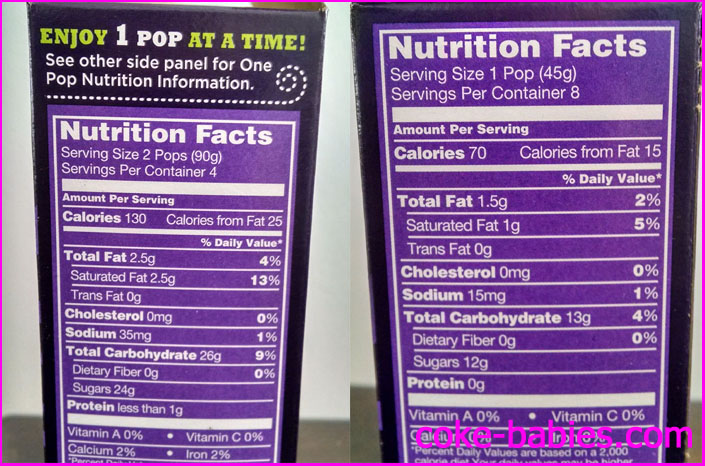 ENJOY 1 POP AT A TIME!
See other side panel for One
Pop Nutrition Information.
Nutrition Facts
Serving Size 2 Pops (90g)
Servings Per Container 4
Amount Per Serving
Calories 130 Calories from Fat 25
% Daily Value*
Total Fat 2.5g 4%
Saturated Fat 2.5g 13%
Trans Fat 0g
Cholesterol 0mg 0%
Sodium 35mg 1%
Total Carbohydrate 26g 9%
Dietary Fiber 0g 0%
Sugars 24g
Protein less than 1g
Vitamin A 0% • Vitamin C 0%
Calcium 2% • Iron 2%
Nutrition Facts
Serving Size 1 Pop (45g)
Servings Per Container 8
Amount Per Serving
Calories 70 Calories from Fat 15
% Daily Value*
Total Fat 1.5g 2%
Saturated Fat 1g 5%
Trans Fat 0g
Cholesterol 0mg 0%
Sodium 15mg 1%
Total Carbohydrate 13g 4%
Dietary Fiber 0g 0%
Sugars 12g
Protein 0g
Vitamin A 0% • Vitamin C 0%
coke-babies.com
*Percent Daily Values are based on a 2,000